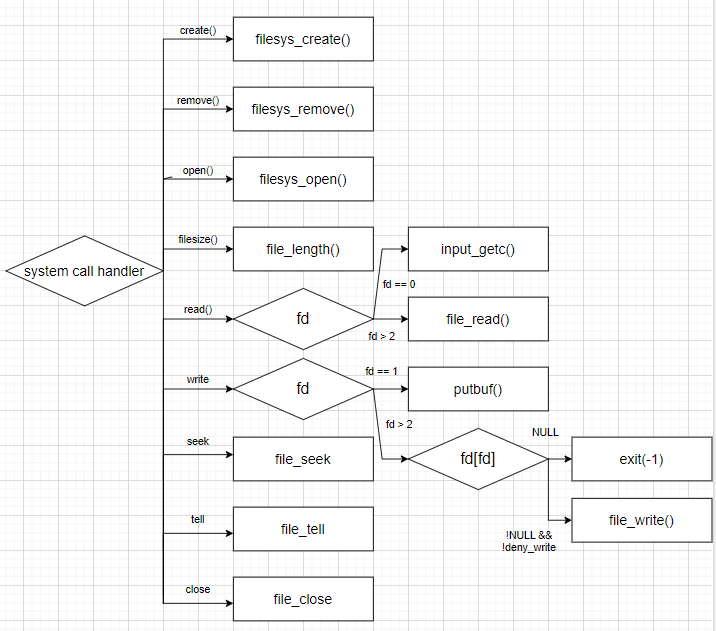 create()
filesys_create()
remove()
filesys_remove()
open()
filesys_open()
filesize()
file_length()
input_getc()
system call handler
fd == 0
read()
fd
file_read()
fd > 2
fd == 1
write
fd
putbuf()
fd > 2
NULL
seek
file_seek
fd[fd]
exit(-1)
tell
file_tell
file_write()
!NULL &&
!deny_write
close
file_close